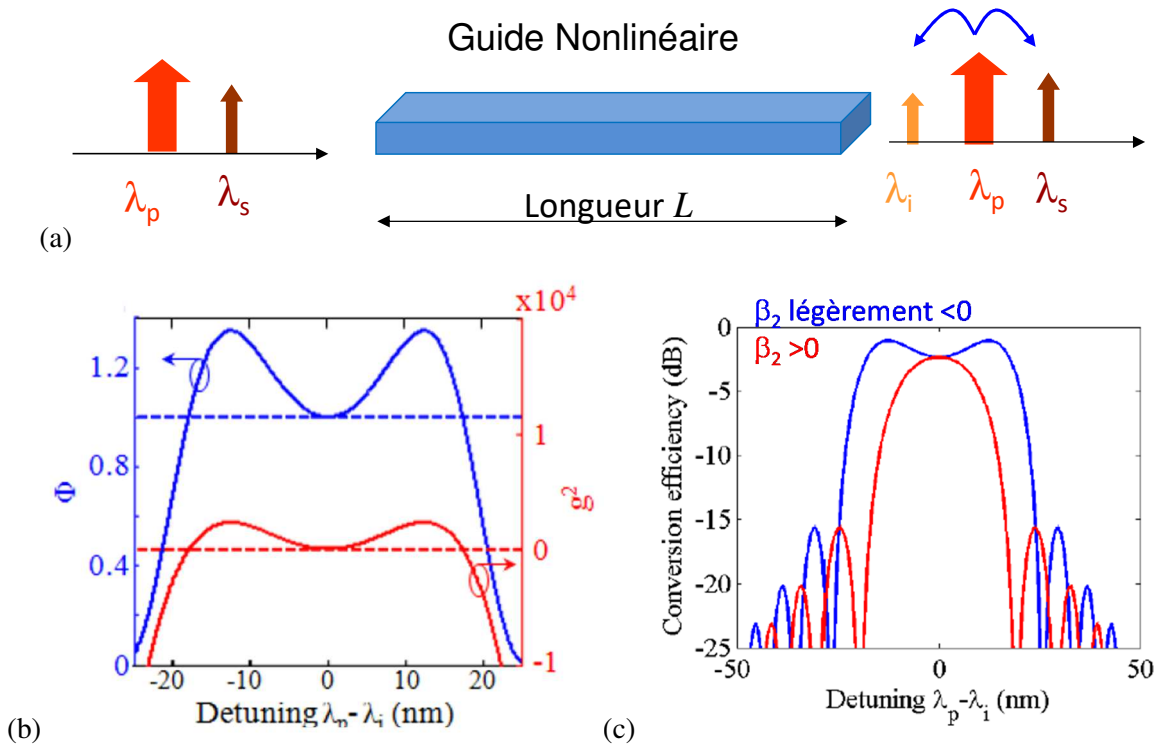 Guide Nonlinéaire
λp
λs
λi
λp
λs
Longueur L
(a)
x10⁴
1.2
0.8
0.4
0
Φ
1
0
-1
g²
-20
-10
0
10
20
Detuning λp-λi (nm)
(b)
β2 légèrement <0
β2 >0
0
-5
-10
-15
-20
-25
Conversion efficiency (dB)
-50
0
50
Detuning λp-λi (nm)
(c)